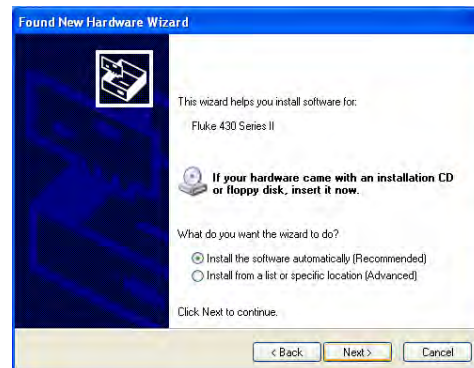 Found New Hardware Wizard
This wizard helps you install software for:
Fluke 430 Series II
If your hardware came with an installation CD
or floppy disk, insert it now.
What do you want the wizard to do?
Install the software automatically (Recommended)
Install from a list or specific location (Advanced)
Click Next to continue.
< Back Next > Cancel